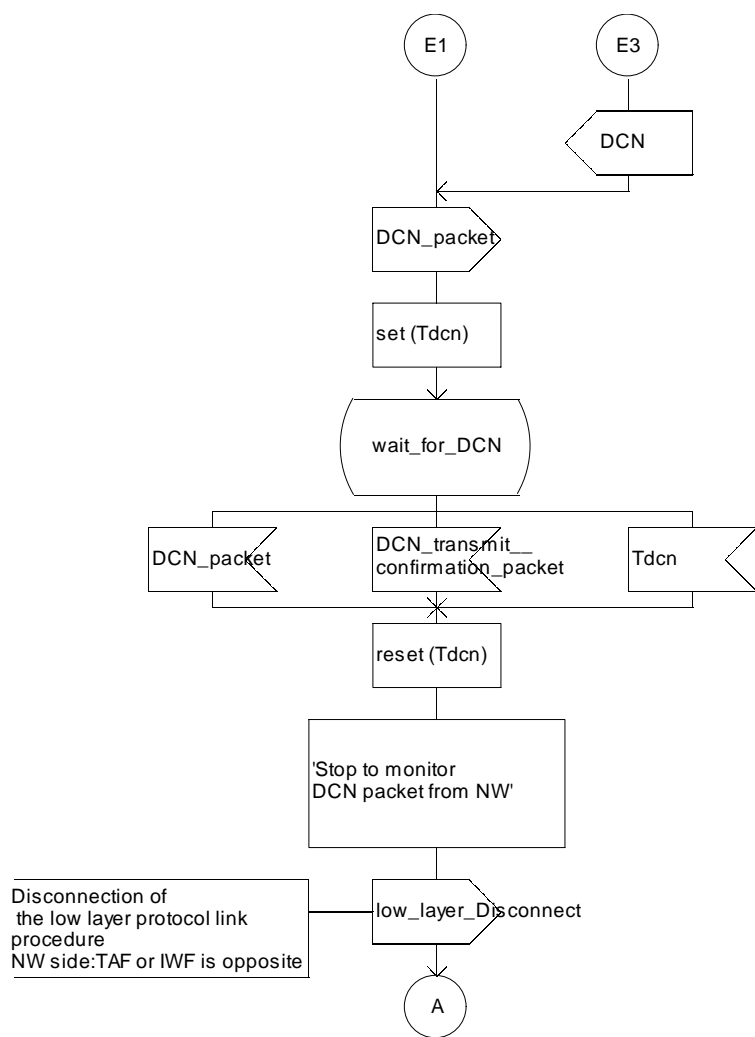 E1
E3
DCN
DCN_packet
set (Tdcn)
wait_for_DCN
DCN_packet
DCN_transmit__
confirmation_packet
Tdcn
reset (Tdcn)
'Stop to monitor
DCN packet from NW'
Disconnection of
the low layer protocol link
procedure
NW side:TAF or IWF is opposite
low_layer_Disconnect
A